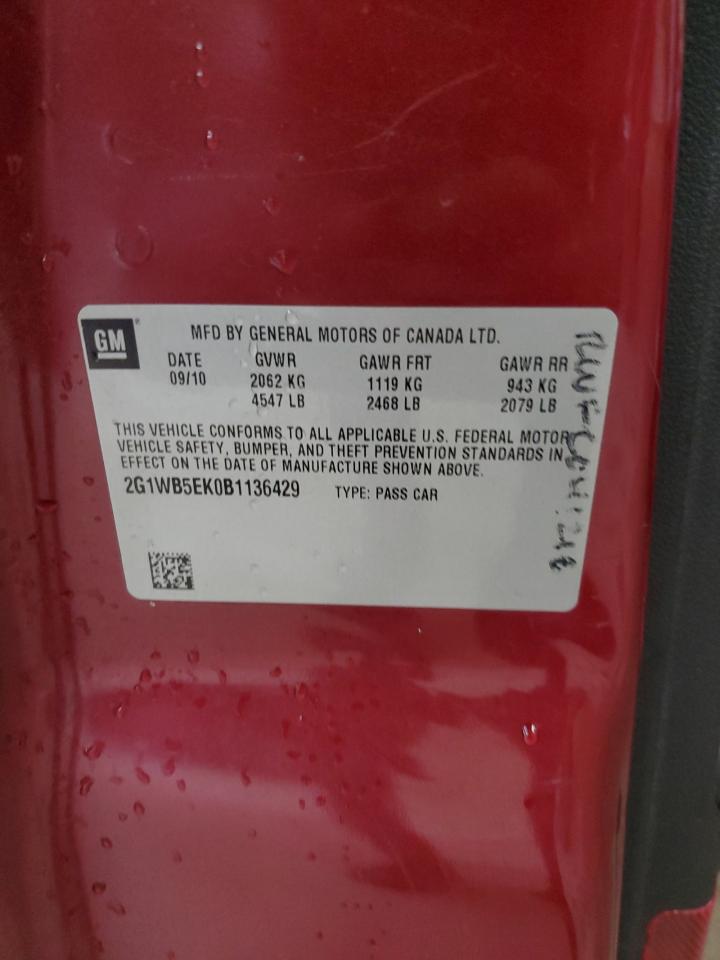 GM
MFD BY GENERAL MOTORS OF CANADA LTD.
DATE GVWR GAWR FRT GAWR RR
09/10 2062 KG 1119 KG 943 KG
4547 LB 2468 LB 2079 LB
THIS VEHICLE CONFORMS TO ALL APPLICABLE U.S. FEDERAL MOTOR
VEHICLE SAFETY, BUMPER, AND THEFT PREVENTION STANDARDS IN
EFFECT ON THE DATE OF MANUFACTURE SHOWN ABOVE.
2G1WB5EK0B1136429 TYPE: PASS CAR